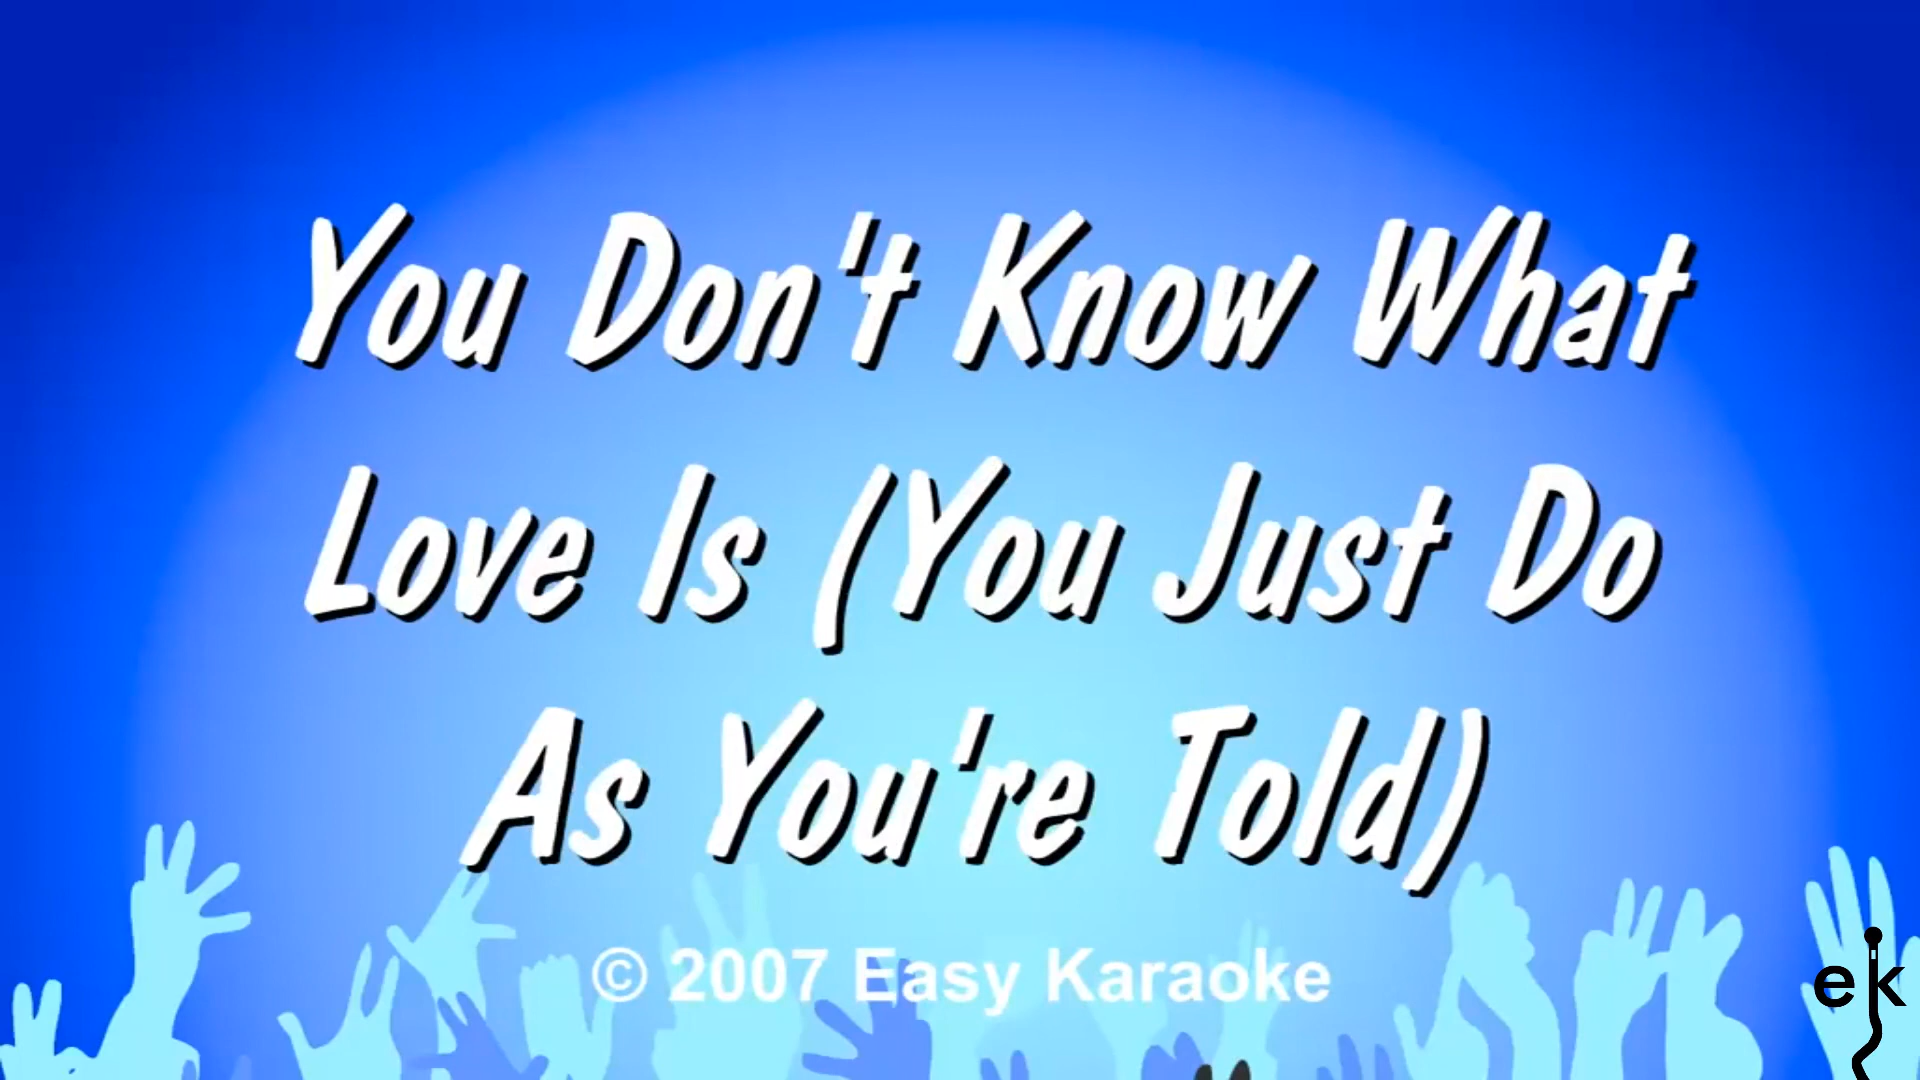 You Don't Know What
Love Is (You Just Do
As You're Told)
© 2007 Easy Karaoke
ek